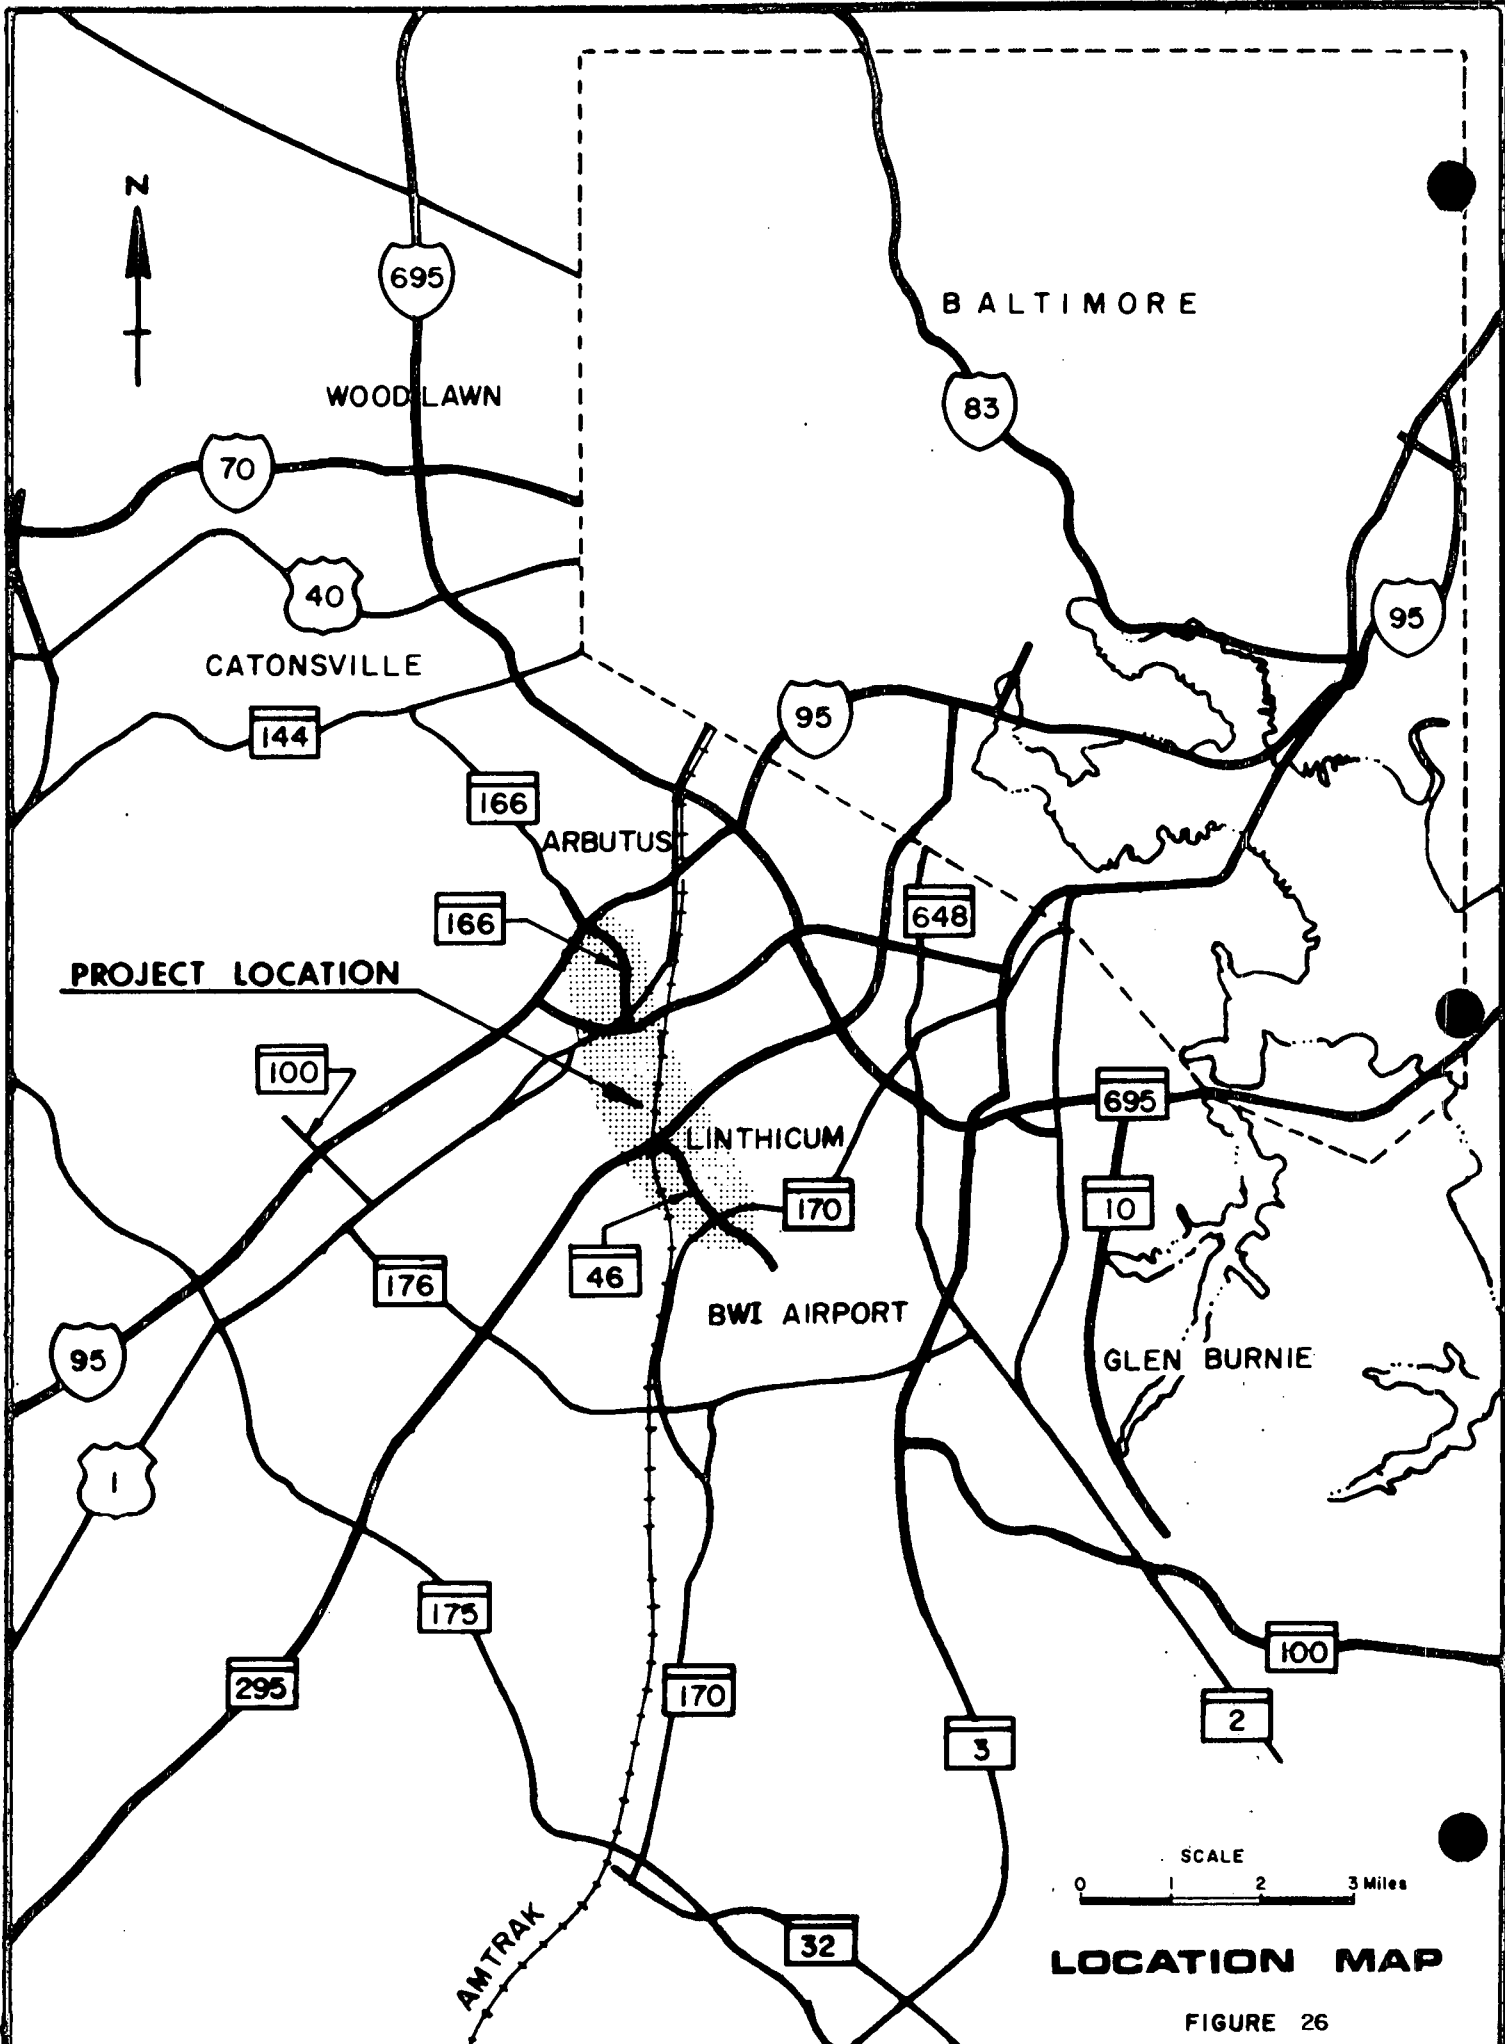 N
695
BALTIMORE
WOODLAWN
83
70
40
95
CATONSVILLE
95
144
166
ARBUTUS
166
648
PROJECT LOCATION
100
695
LINTHICUM
170
10
46
176
BWI AIRPORT
95
GLEN BURNIE
1
175
100
295
170
2
3
SCALE
0 1 2 3 Miles
AMTRAK
32
LOCATION MAP
FIGURE 26